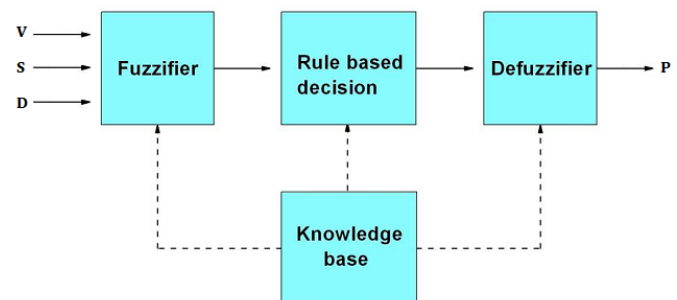 V
S
D
Fuzzifier
Rule based
decision
Defuzzifier
P
Knowledge
base